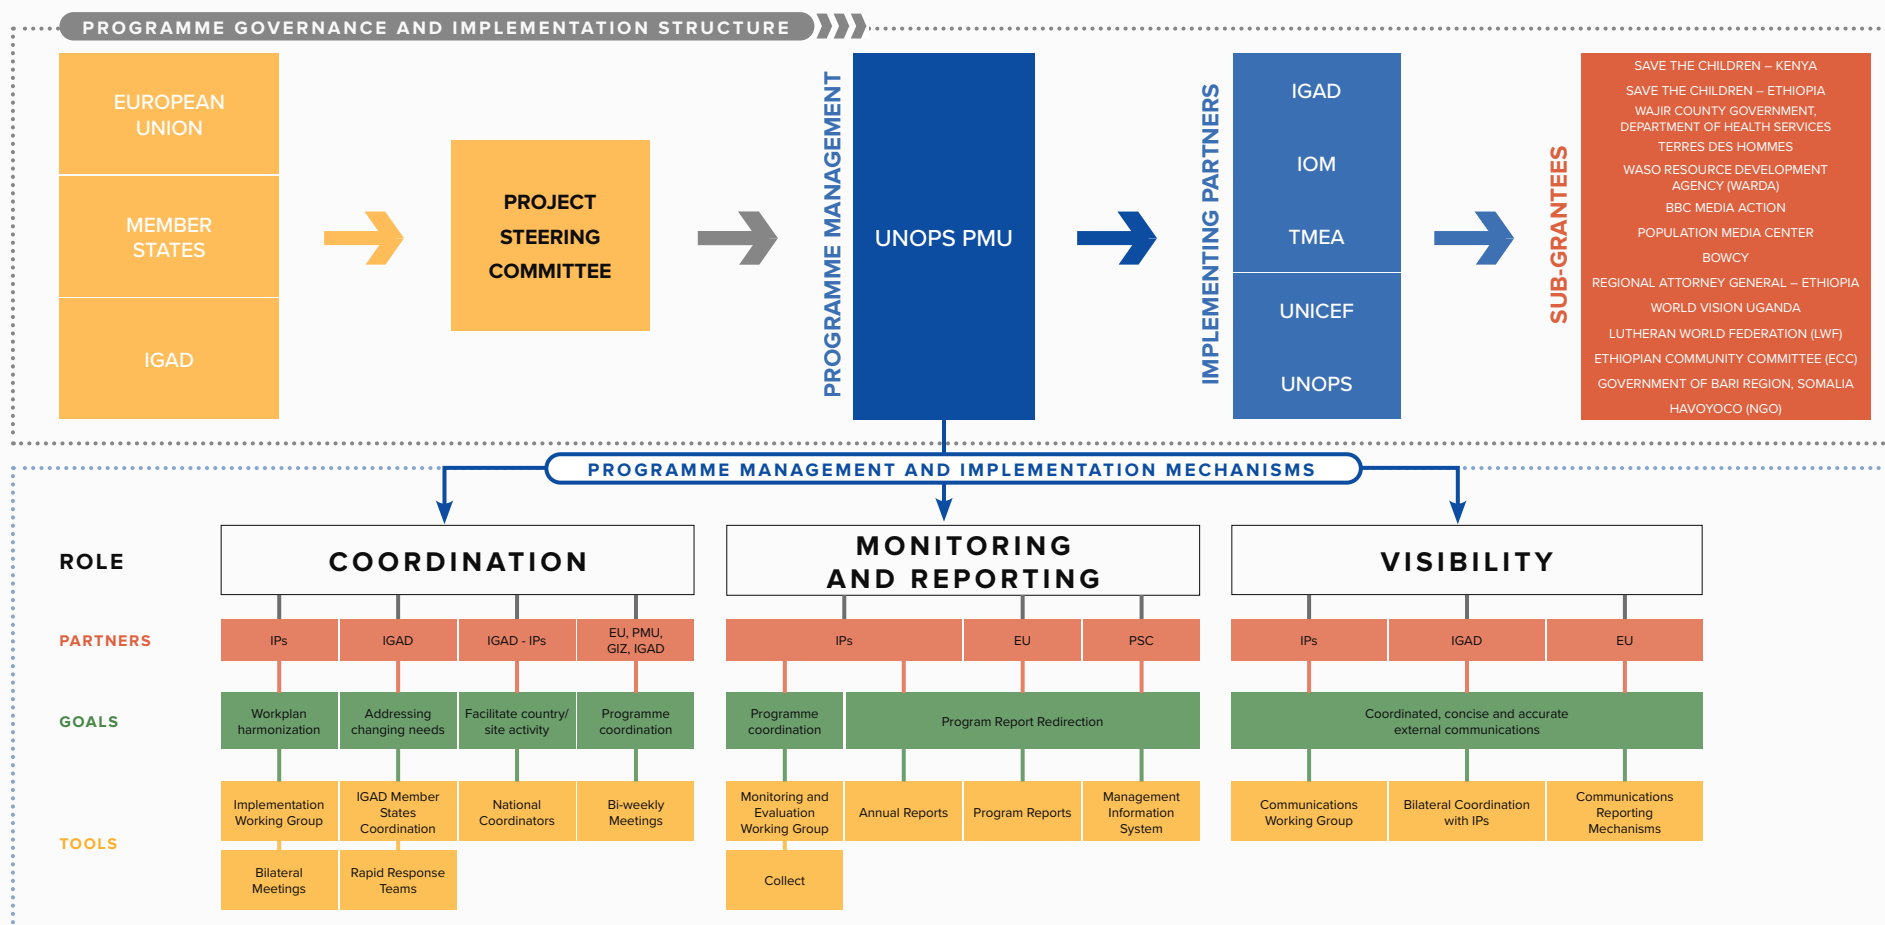 PROGRAMME GOVERNANCE AND IMPLEMENTATION STRUCTURE
EUROPEAN
UNION
MEMBER
STATES
IGAD
PROJECT
STEERING
COMMITTEE
PROGRAMME MANAGEMENT
UNOPS PMU
IMPLEMENTING PARTNERS
IGAD
IOM
TMEA
UNICEF
UNOPS
SUB-GRANTEES
SAVE THE CHILDREN – KENYA
SAVE THE CHILDREN – ETHIOPIA
WAJIR COUNTY GOVERNMENT,
DEPARTMENT OF HEALTH SERVICES
TERRES DES HOMMES
WASO RESOURCE DEVELOPMENT
AGENCY (WARDA)
BBC MEDIA ACTION
POPULATION MEDIA CENTER
BOWCY
REGIONAL ATTORNEY GENERAL – ETHIOPIA
WORLD VISION UGANDA
LUTHERAN WORLD FEDERATION (LWF)
ETHIOPIAN COMMUNITY COMMITTEE (ECC)
GOVERNMENT OF BARI REGION, SOMALIA
HAVOYOCO (NGO)
PROGRAMME MANAGEMENT AND IMPLEMENTATION MECHANISMS
ROLE
COORDINATION
MONITORING
AND REPORTING
VISIBILITY
PARTNERS
IPs
IGAD
IGAD - IPs
EU, PMU,
GIZ, IGAD
IPs
EU
PSC
IPs
IGAD
EU
GOALS
Workplan
harmonization
Addressing
changing needs
Facilitate country/
site activity
Programme
coordination
Programme
coordination
Program Report Redirection
Coordinated, concise and accurate
external communications
TOOLS
Implementation
Working Group
IGAD Member
States
Coordination
National
Coordinators
Bi-weekly
Meetings
Monitoring and
Evaluation
Working Group
Annual Reports
Program Reports
Management
Information
System
Communications
Working Group
Bilateral Coordination
with IPs
Communications
Reporting
Mechanisms
Bilateral
Meetings
Rapid Response
Teams
Collect